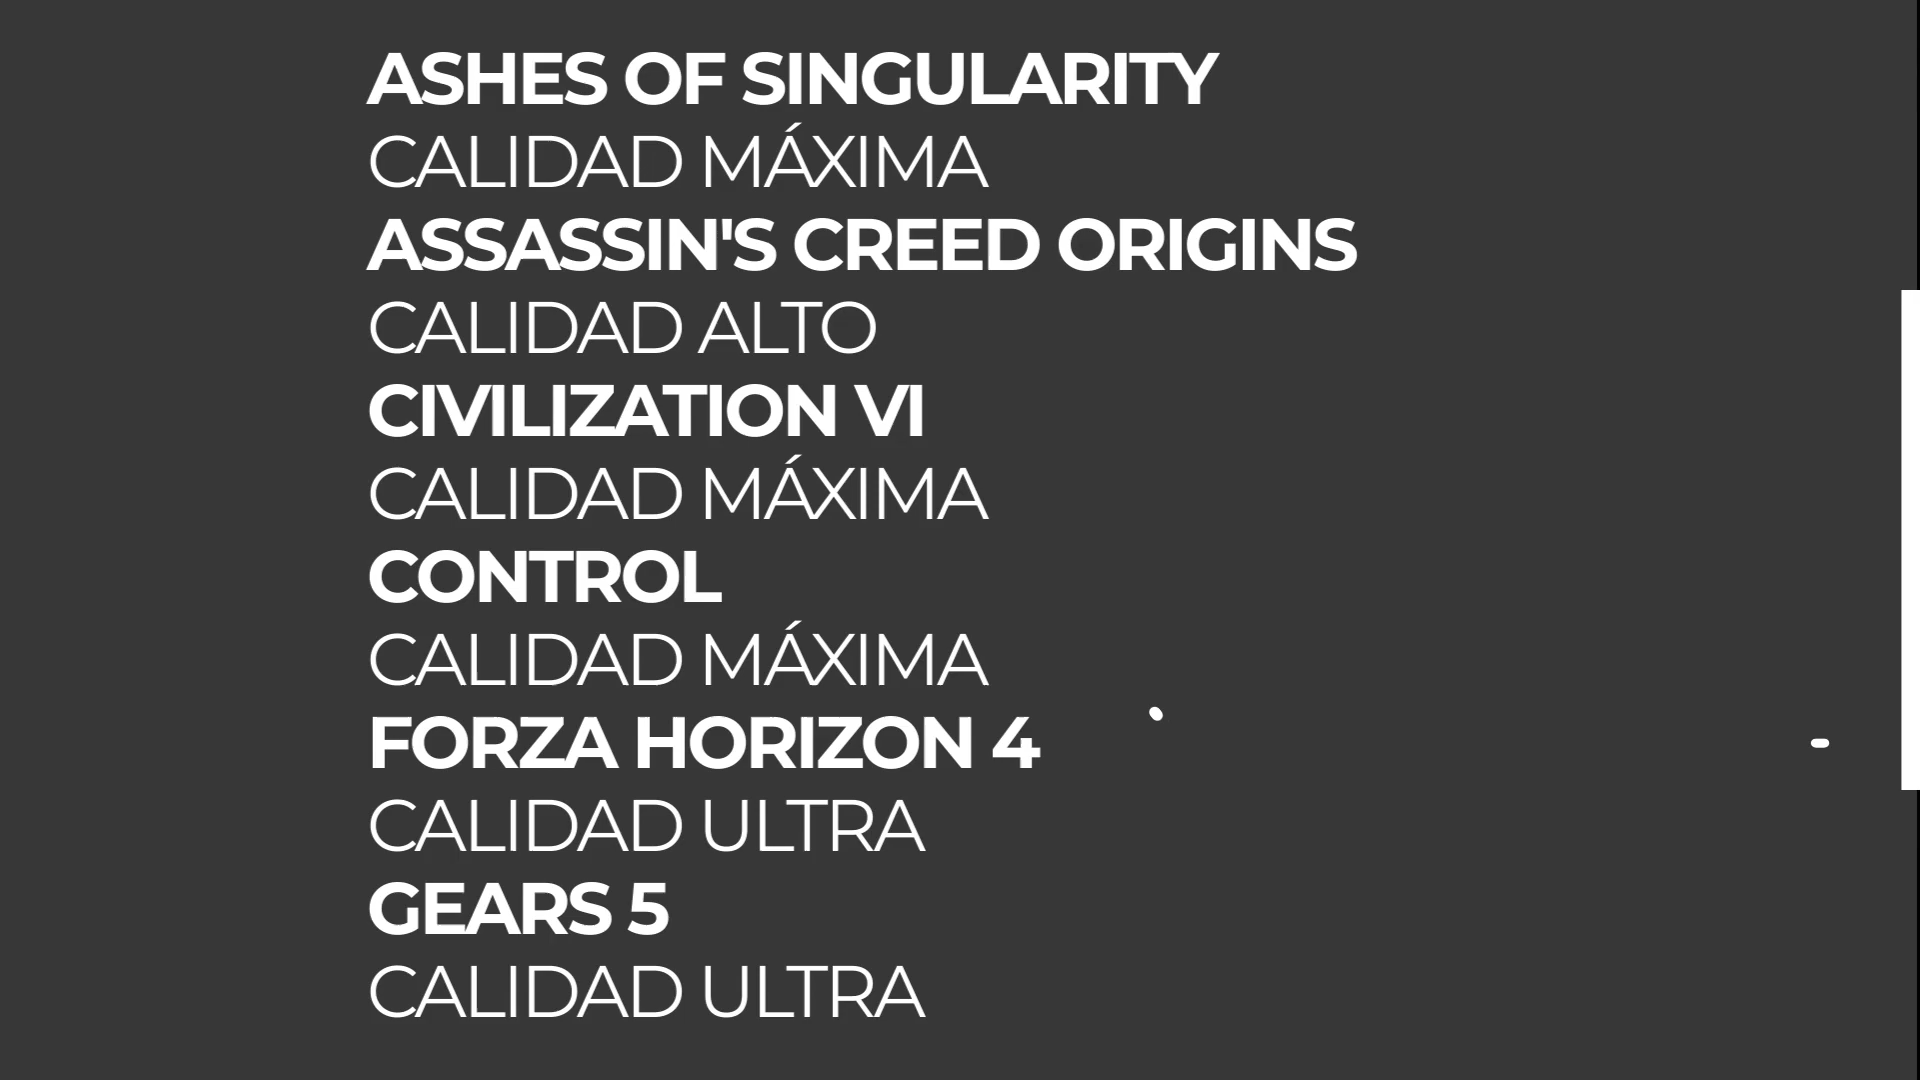 ASHES OF SINGULARITY
CALIDAD MÁXIMA
ASSASSIN'S CREED ORIGINS
CALIDAD ALTO
CIVILIZATION VI
CALIDAD MÁXIMA
CONTROL
CALIDAD MÁXIMA
FORZA HORIZON 4
CALIDAD ULTRA
GEARS 5
CALIDAD ULTRA